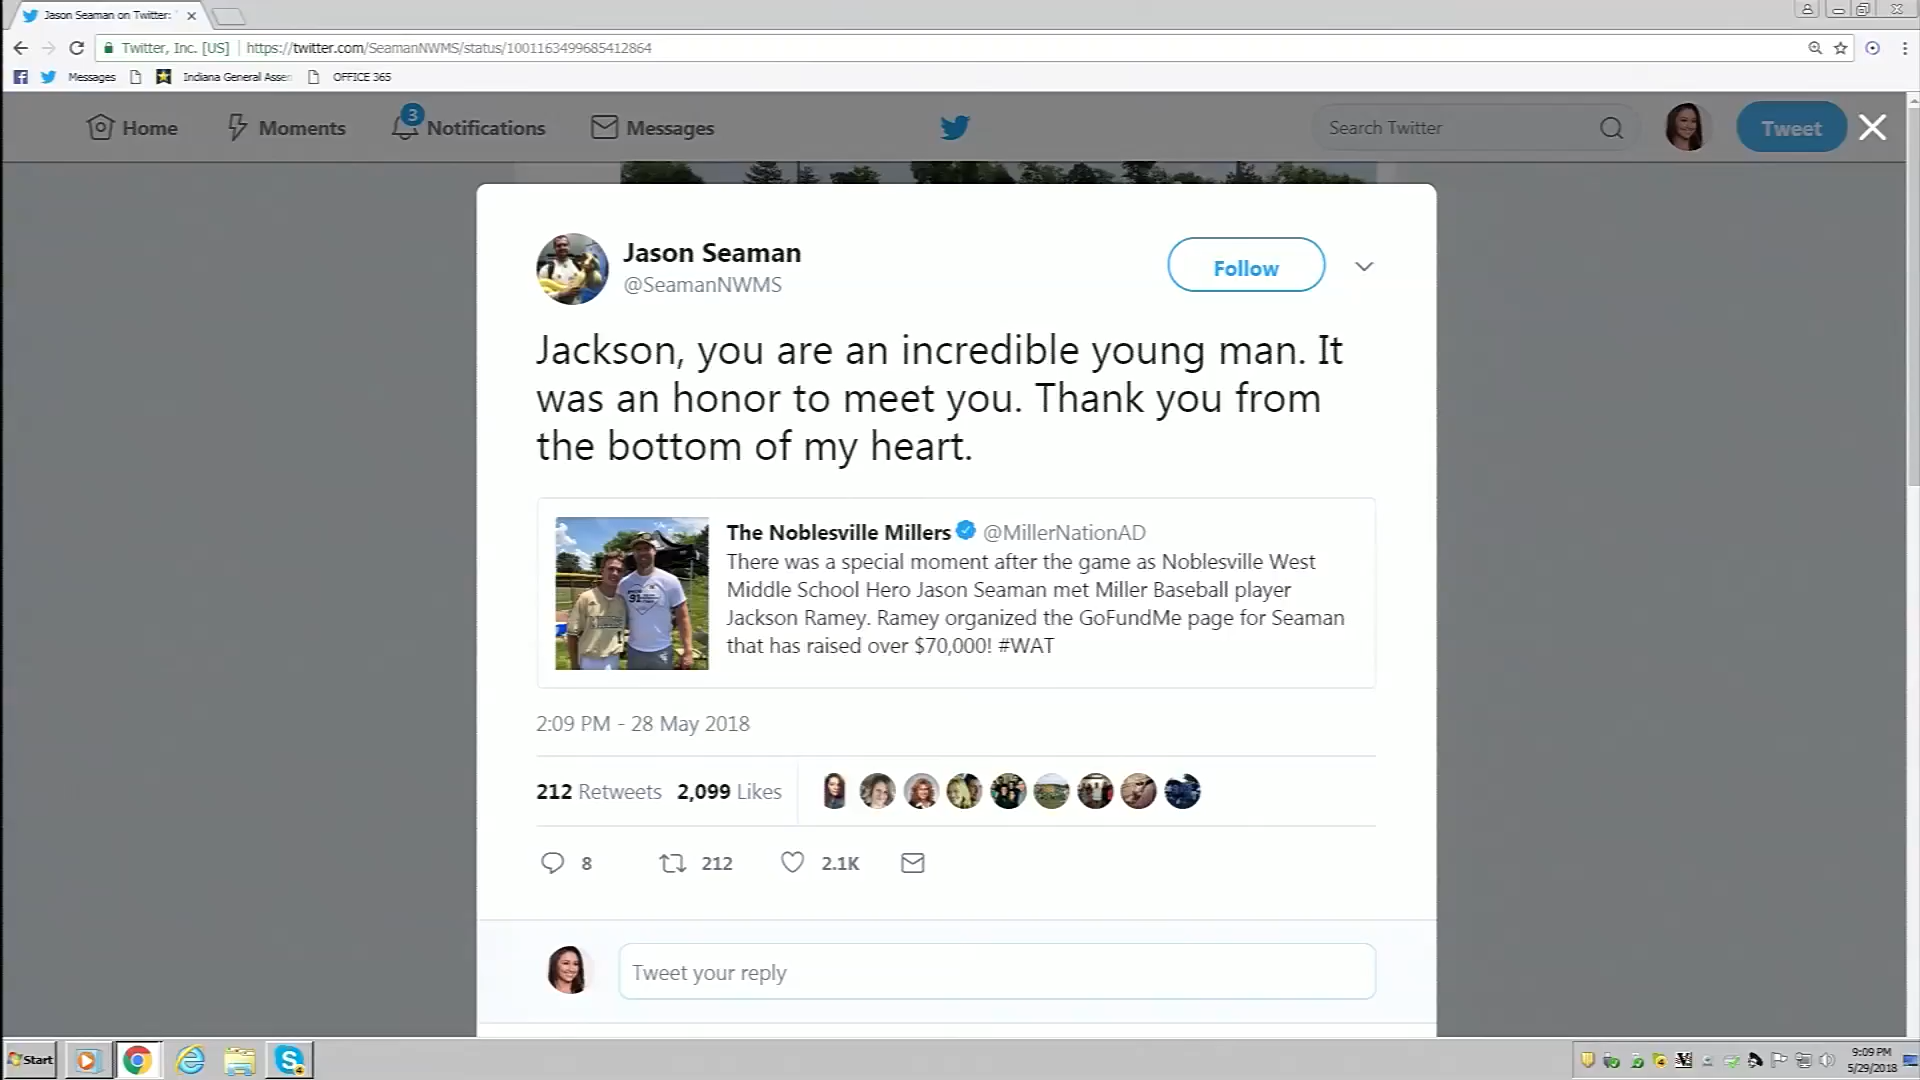 Jason Seaman on Twitter:
Twitter, Inc. [US] | https://twitter.com/SeamanNWMS/status/1001163499685412864
Messages Indiana General Assen OFFICE 365
Home Moments 3 Notifications Messages Search Twitter Tweet
Jason Seaman
@SeamanNWMS
Follow
Jackson, you are an incredible young man. It
was an honor to meet you. Thank you from
the bottom of my heart.
The Noblesville Millers @MillerNationAD
There was a special moment after the game as Noblesville West
Middle School Hero Jason Seaman met Miller Baseball player
Jackson Ramey. Ramey organized the GoFundMe page for Seaman
that has raised over $70,000! #WAT
2:09 PM - 28 May 2018
212 Retweets 2,099 Likes
8 212 2.1K
Tweet your reply
Start
9:09 PM
5/29/2018